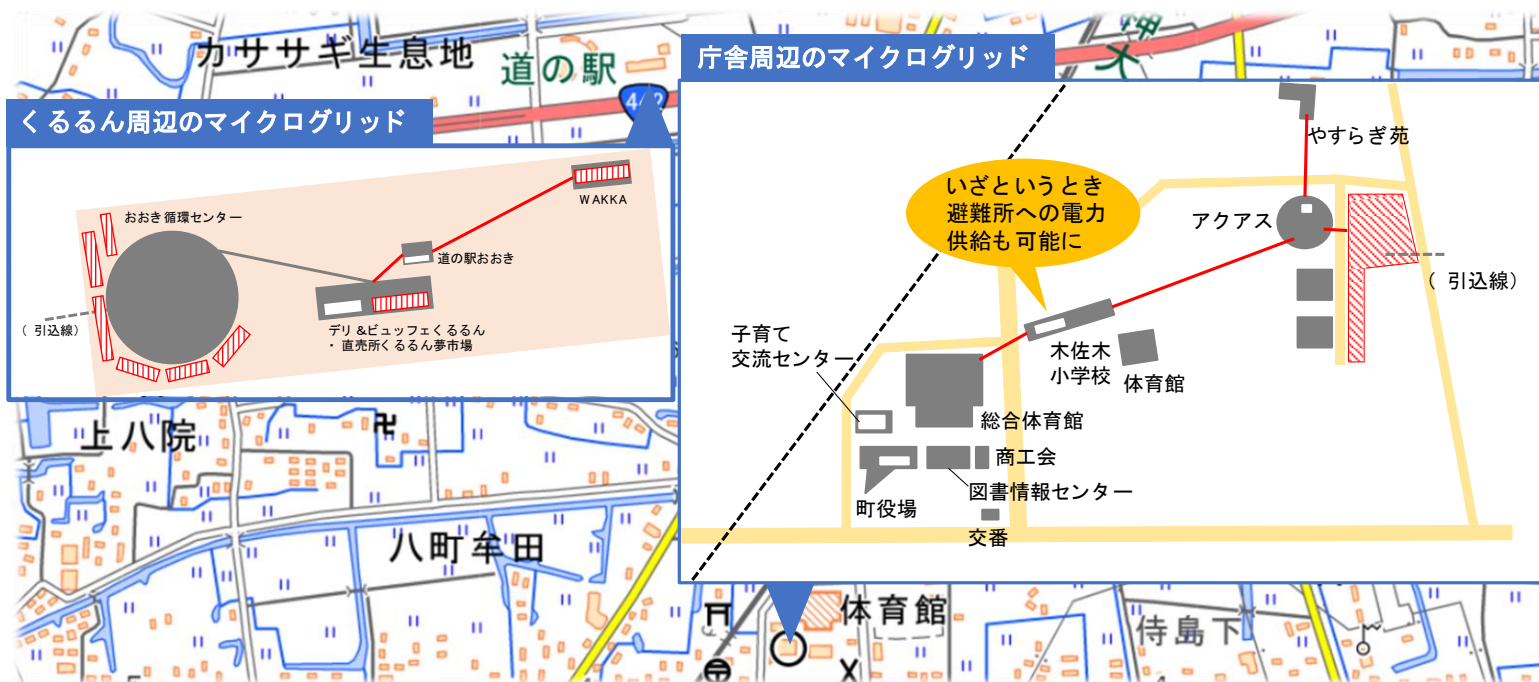 カササギ生息地
道の駅
442
くるるん周辺のマイクログリッド
おおき循環センター
WAKKA
道の駅おおき
(引込線)
デリ&ビュッフェくるるん
・直売所くるるん夢市場
庁舎周辺のマイクログリッド
やすらぎ苑
いざというとき
避難所への電力
供給も可能に
アクアス
(引込線)
子育て
交流センター
木佐木
小学校
体育館
総合体育館
商工会
図書情報センター
町役場
交番
上八院
八町牟田
体育館
侍島下